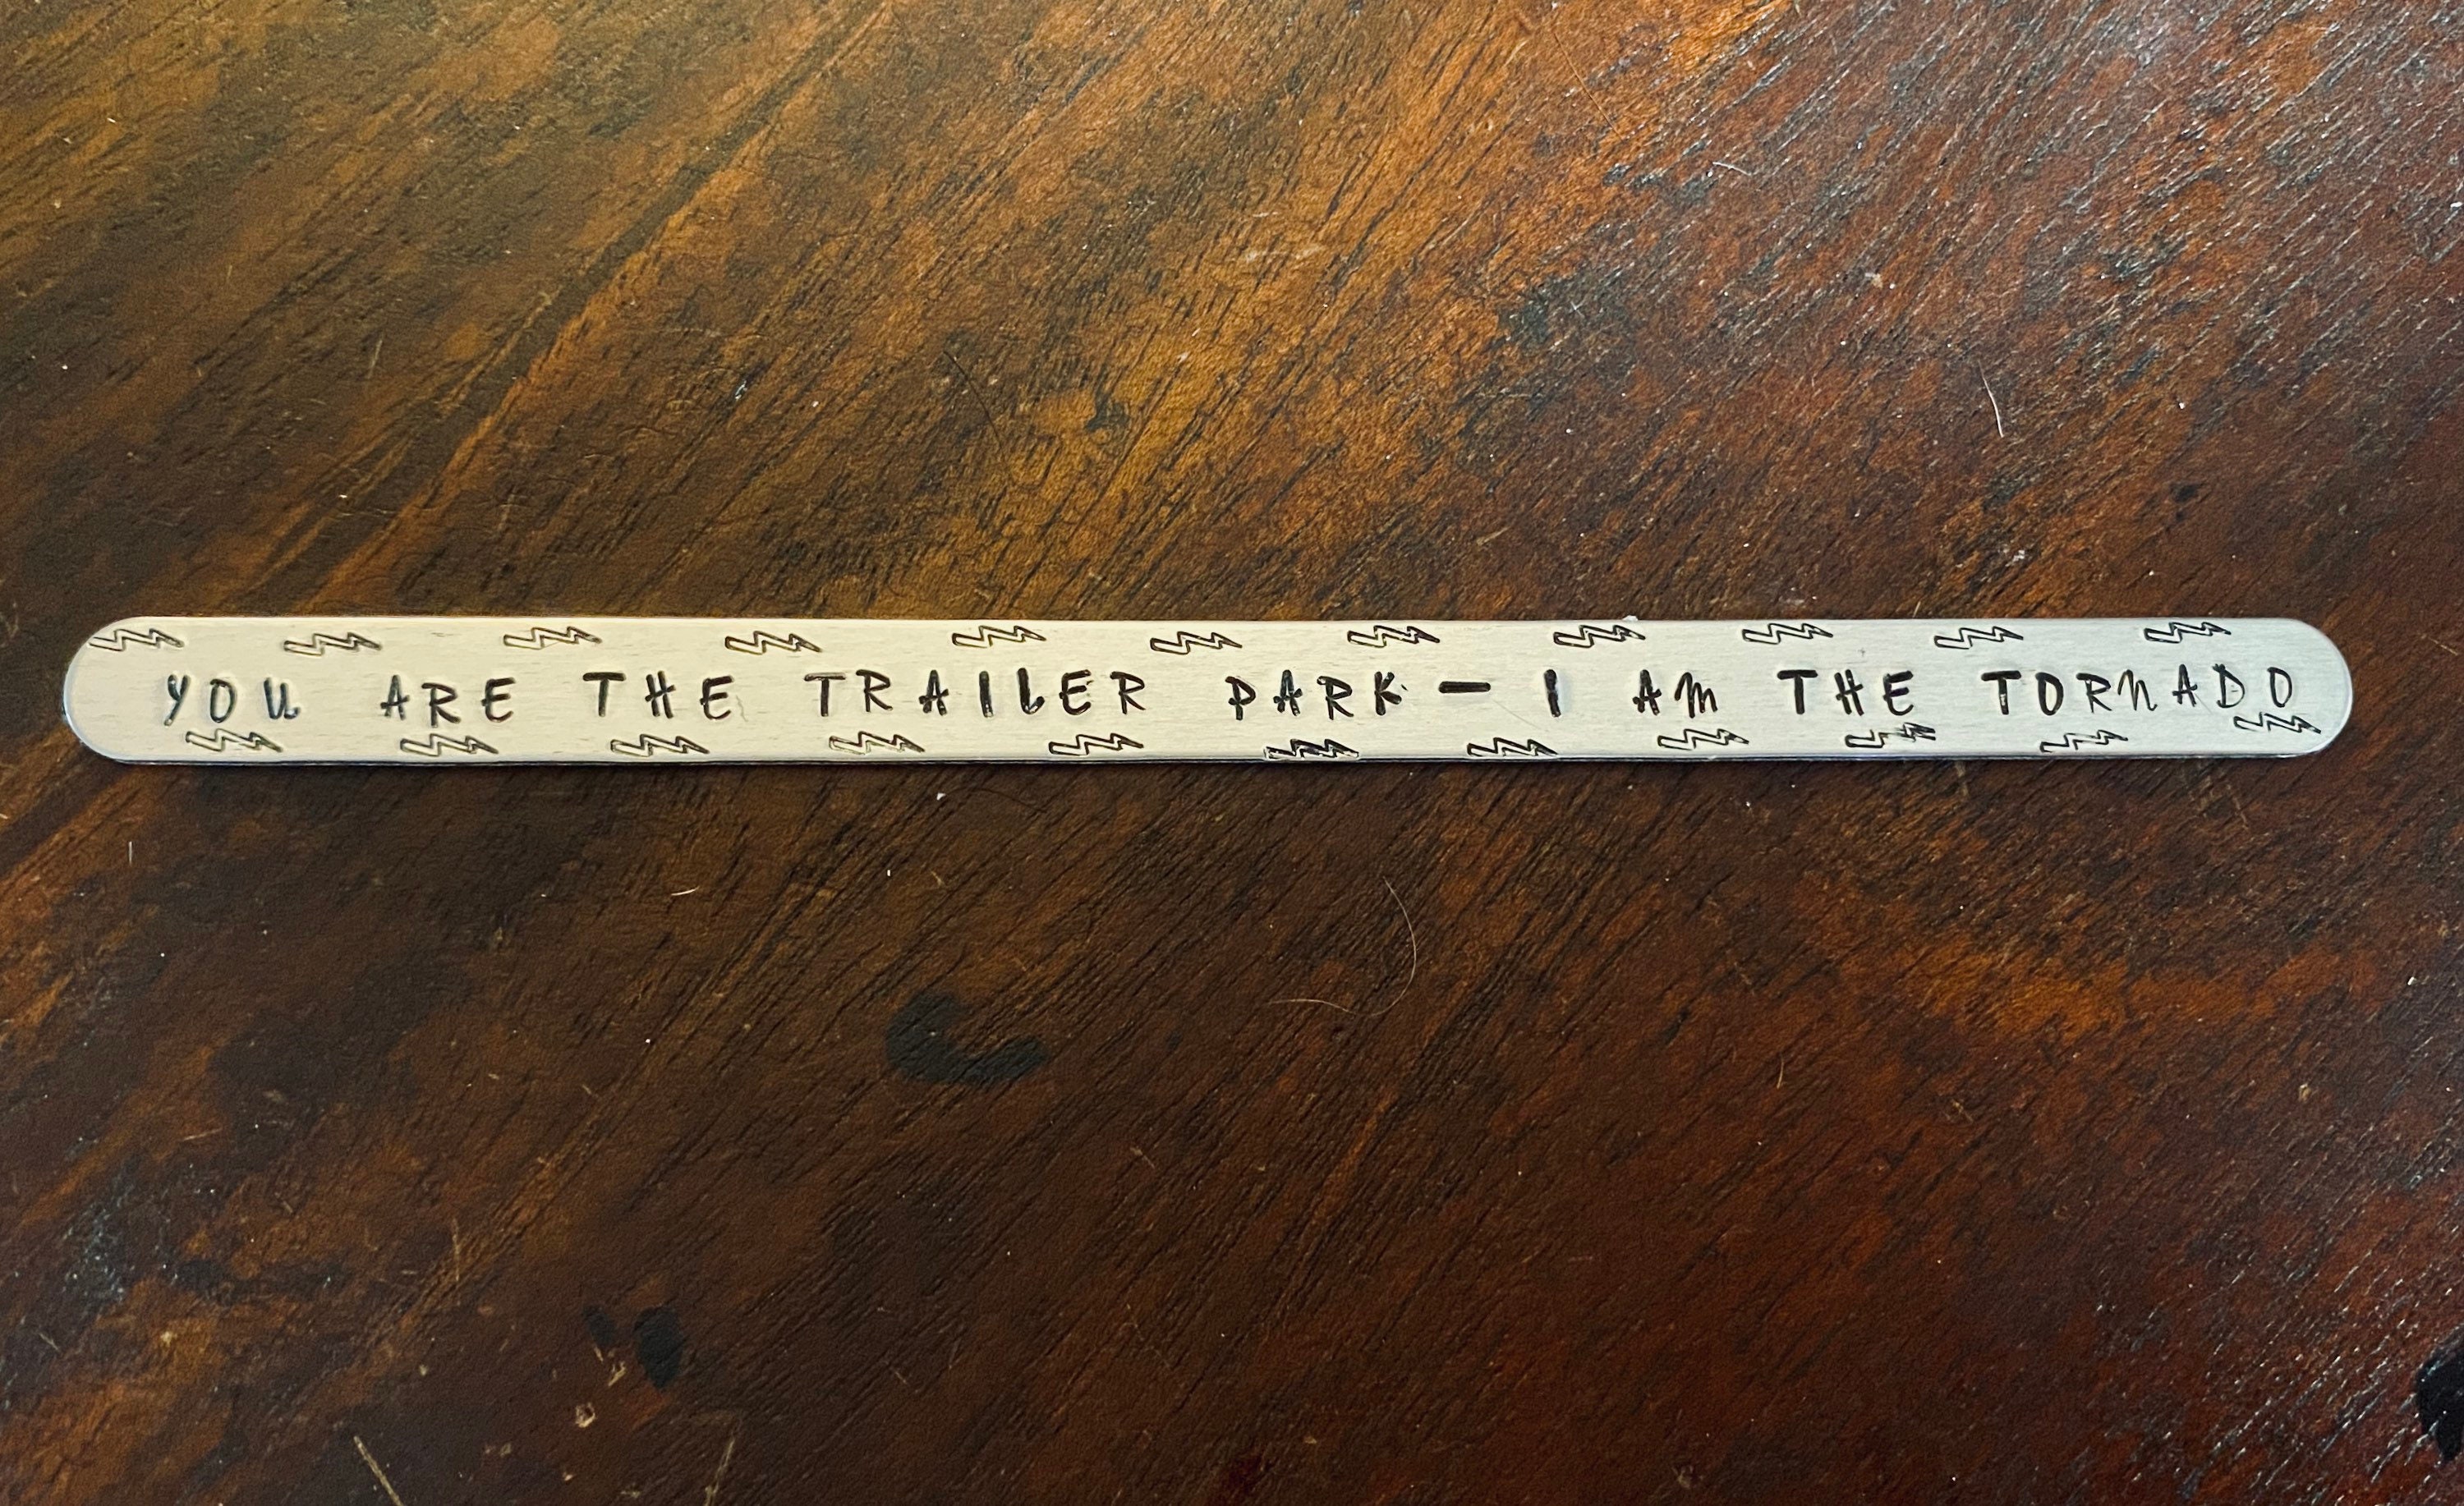 YOU ARE THE TRAILER PARK — I AM THE TORNADO